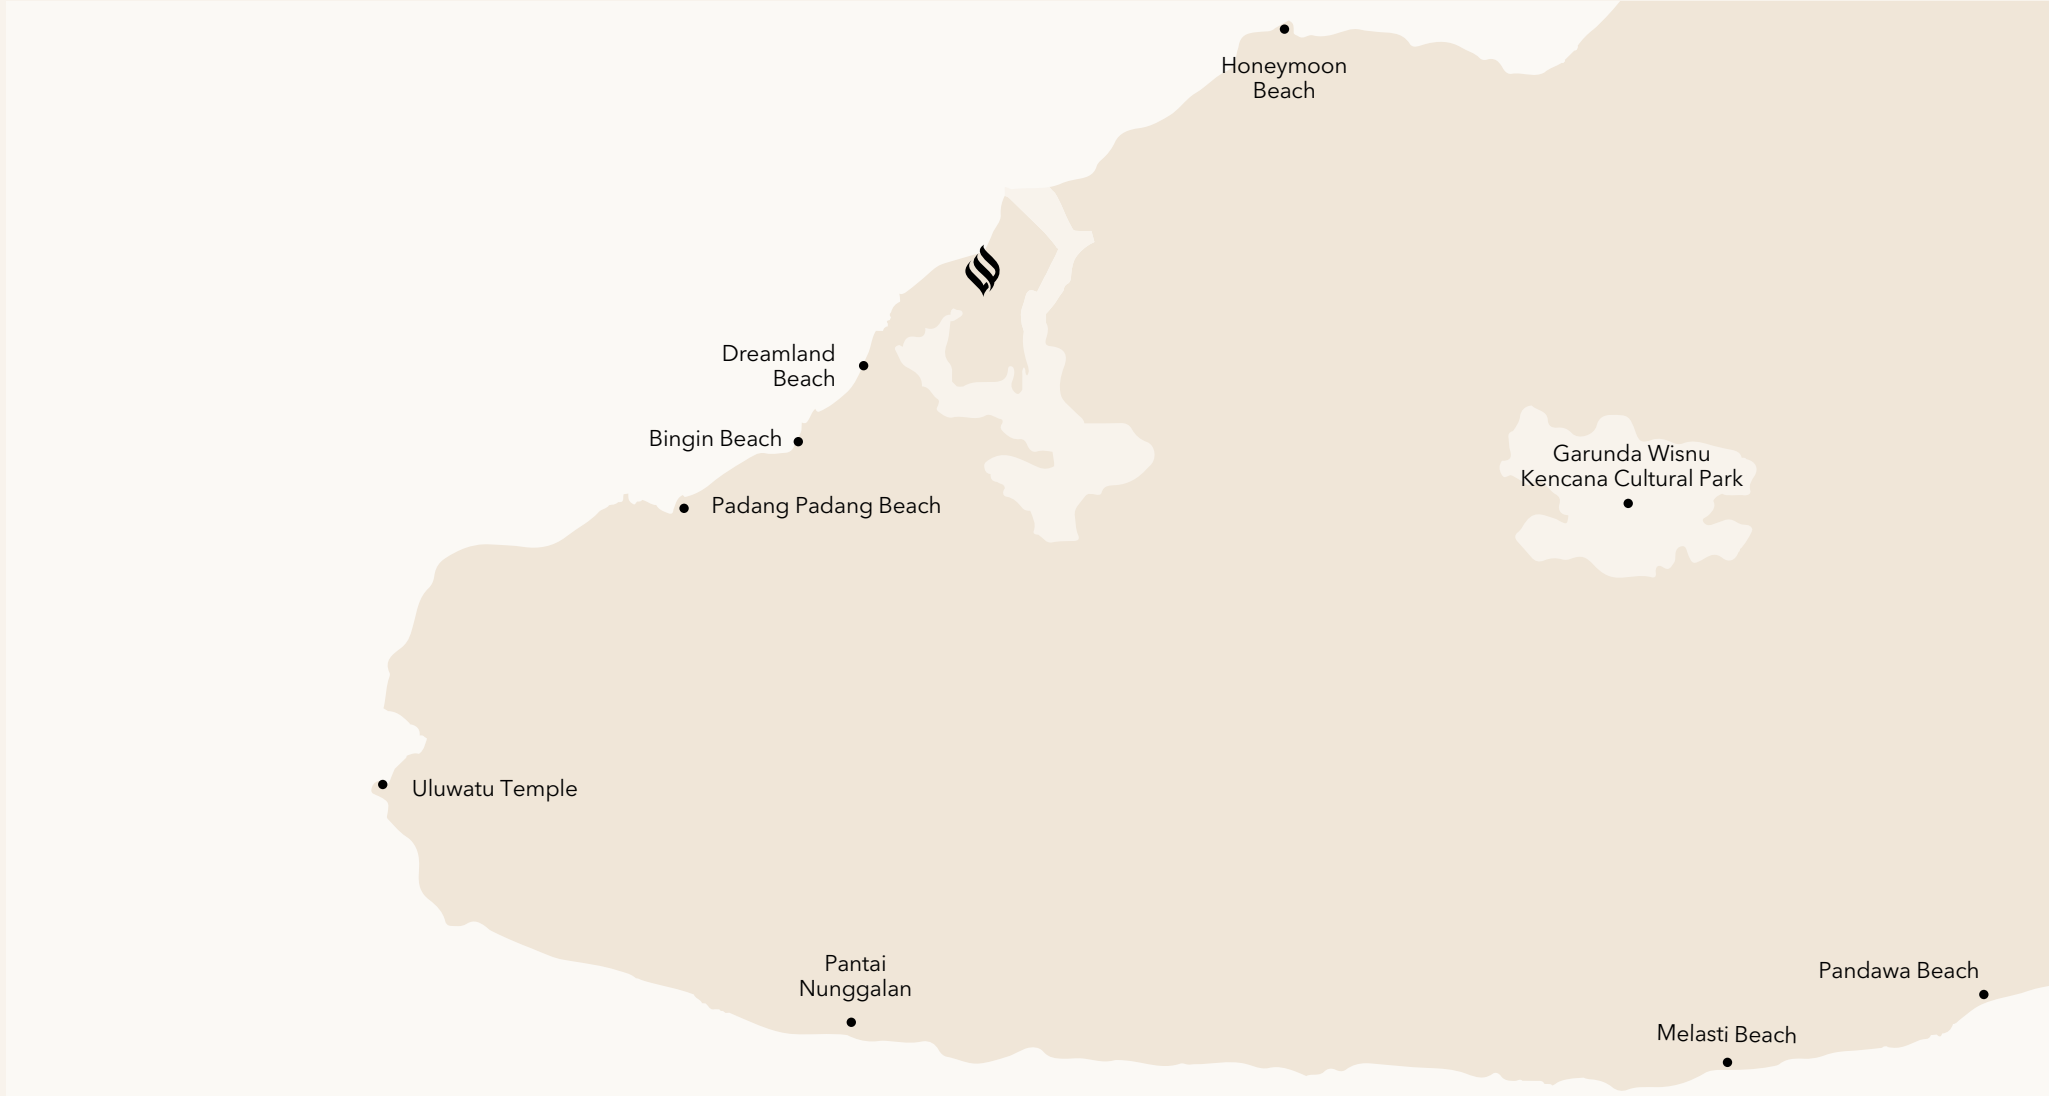 Honeymoon
Beach
Dreamland
Beach
Bingin Beach
Garunda Wisnu
Kencana Cultural Park
Padang Padang Beach
Uluwatu Temple
Pantai
Nunggalan
Pandawa Beach
Melasti Beach